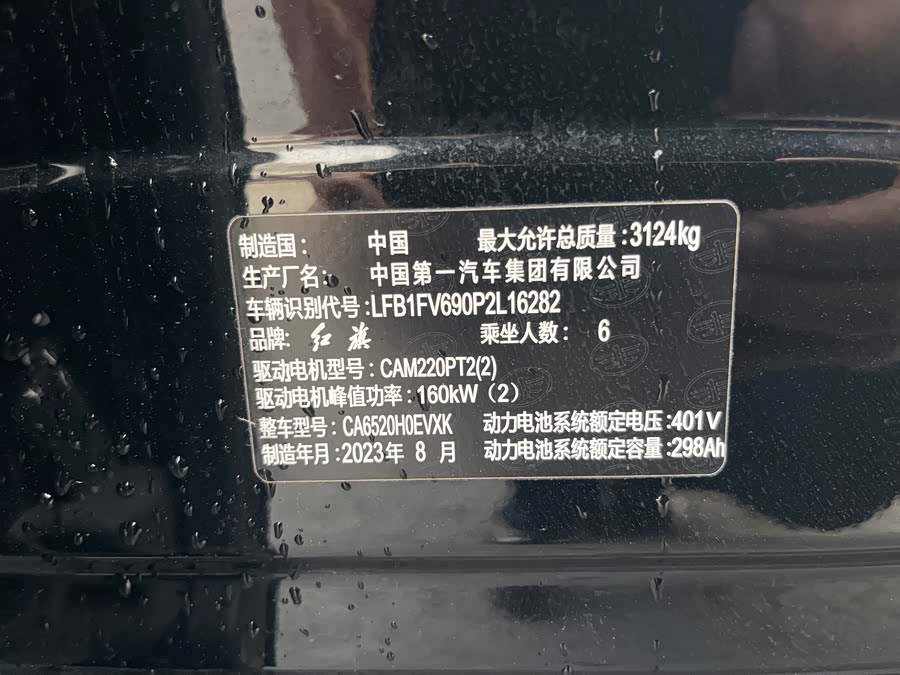 制造国： 中国 最大允许总质量：3124kg
生产厂名： 中国第一汽车集团有限公司
车辆识别代号：LFB1FV690P2L16282
品牌：红旗 乘坐人数： 6
驱动电机型号：CAM220PT2(2)
驱动电机峰值功率：160kW（2）
整车型号：CA6520H0EVXK 动力电池系统额定电压：401V
制造年月：2023年 8 月 动力电池系统额定容量：298Ah